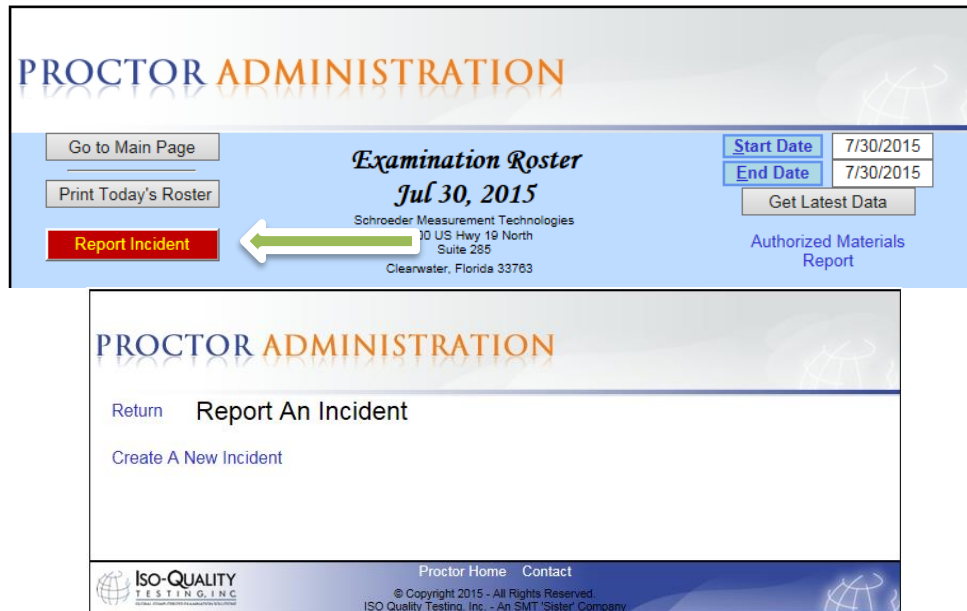 PROCTOR ADMINISTRATION
Go to Main Page
Print Today's Roster
Report Incident
Examination Roster
Jul 30, 2015
Schroeder Measurement Technologies
00 US Hwy 19 North
Suite 285
Clearwater, Florida 33763
Start Date 7/30/2015
End Date 7/30/2015
Get Latest Data
Authorized Materials
Report
PROCTOR ADMINISTRATION
Return Report An Incident
Create A New Incident
ISO-QUALITY
TESTING, INC
Proctor Home Contact
© Copyright 2015 - All Rights Reserved.
ISO Quality Testing, Inc. - An SMT 'Sister' Company